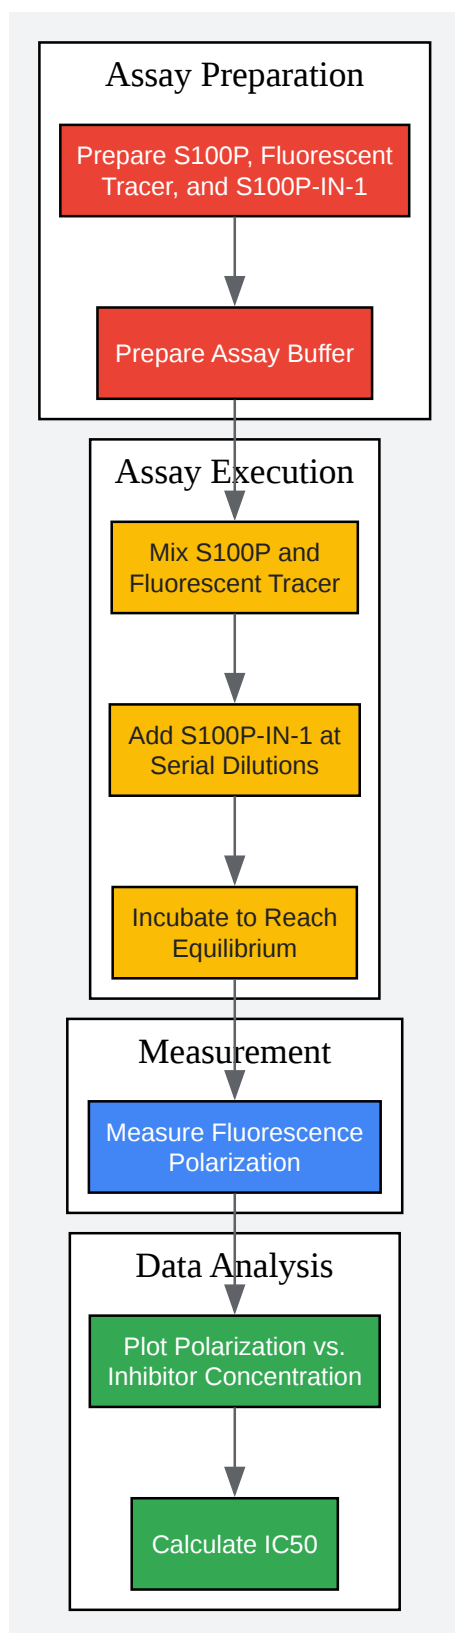 Assay Preparation
Prepare S100P, Fluorescent
Tracer, and S100P-IN-1
Prepare Assay Buffer
Assay Execution
Mix S100P and
Fluorescent Tracer
Add S100P-IN-1 at
Serial Dilutions
Incubate to Reach
Equilibrium
Measurement
Measure Fluorescence
Polarization
Data Analysis
Plot Polarization vs.
Inhibitor Concentration
Calculate IC50